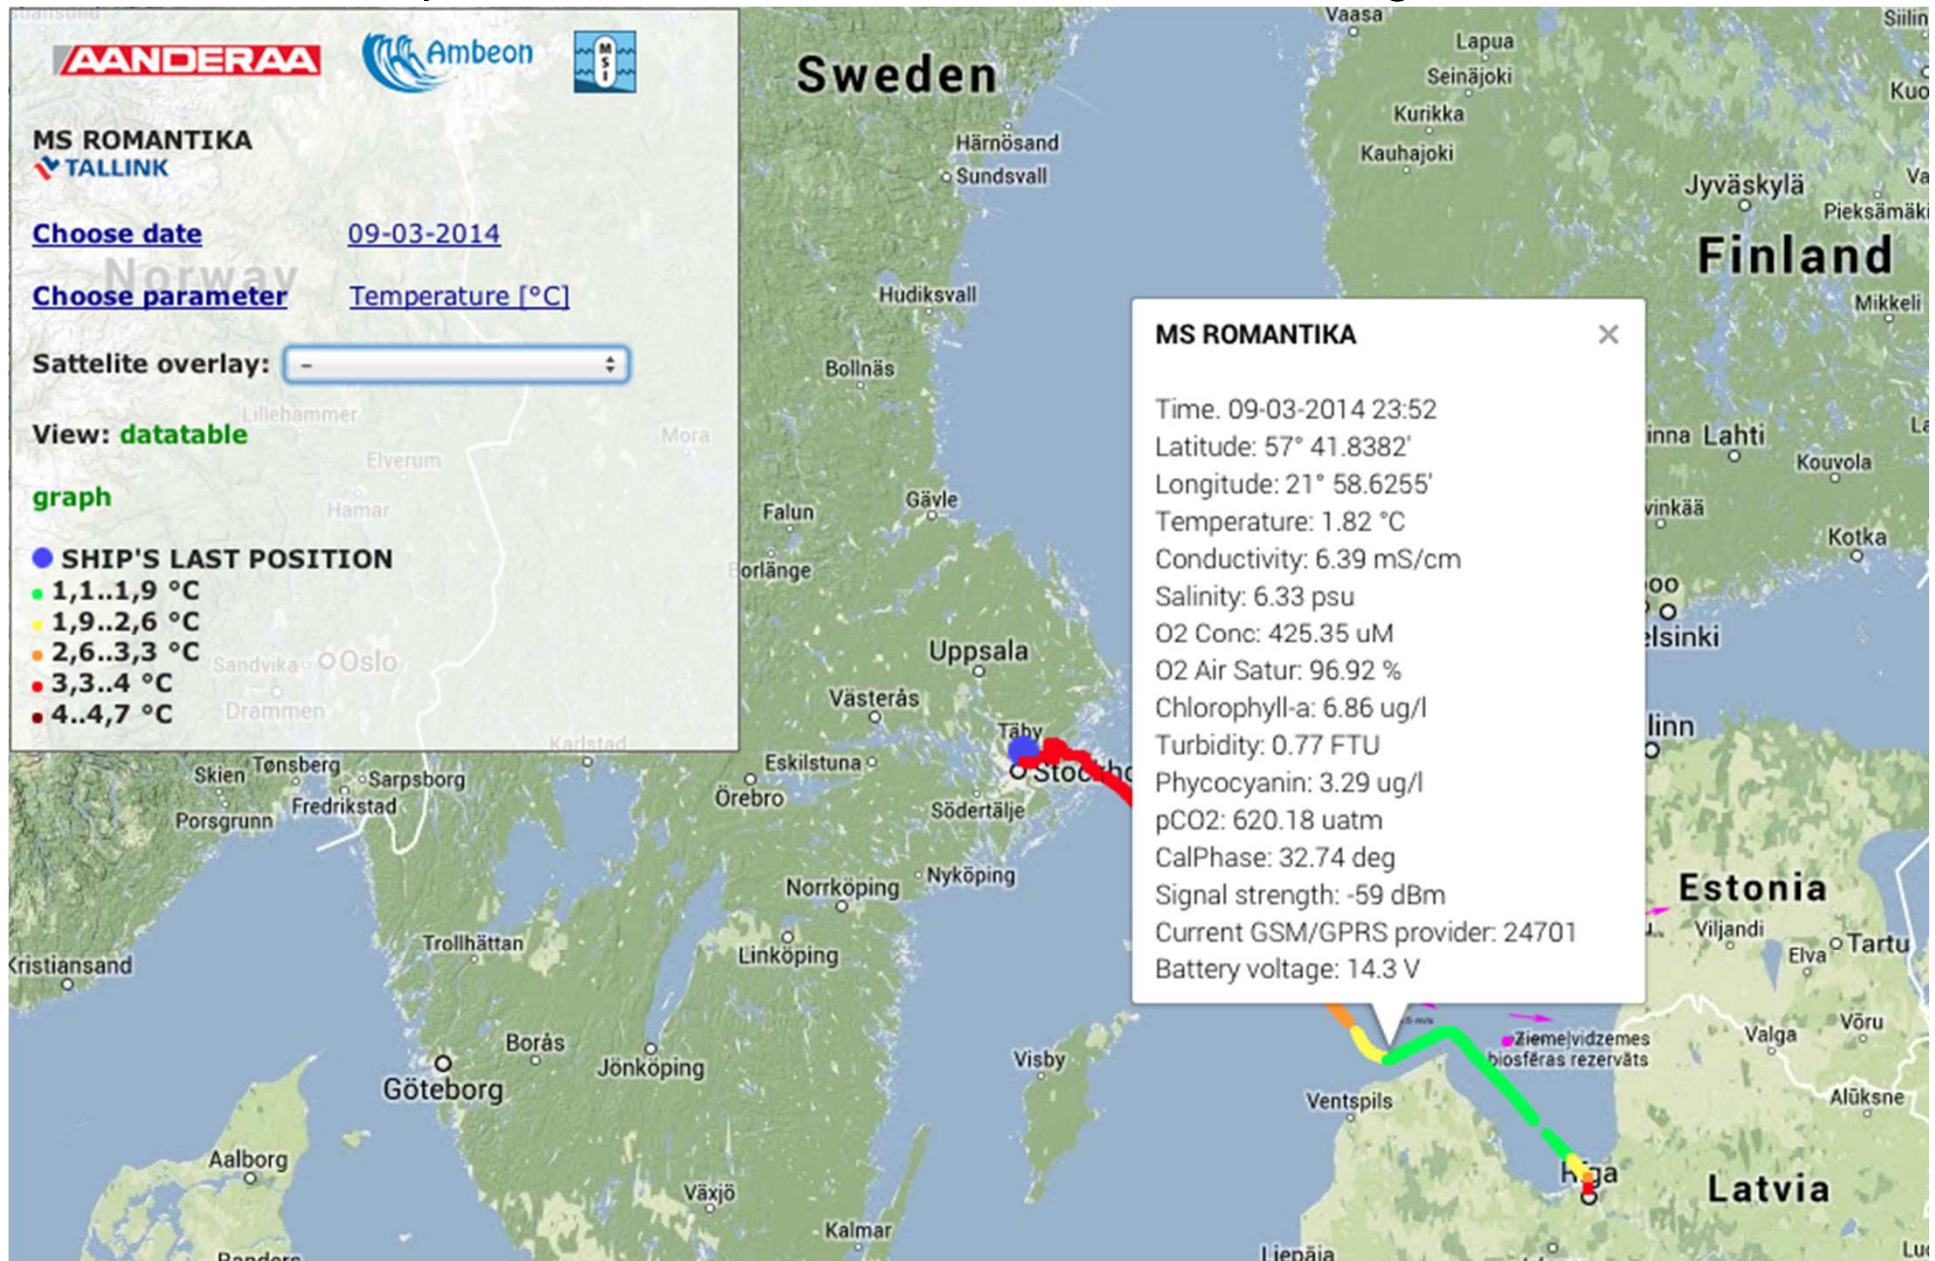 AANDERAA
Ambeon
MSI
MS ROMANTIKA
TALLINK
Choose date 09-03-2014
Choose parameter Temperature [°C]
Sattelite overlay: –
View: datatable
graph
SHIP'S LAST POSITION
1,1..1,9 °C
1,9..2,6 °C
2,6..3,3 °C
3,3..4 °C
4..4,7 °C
Norway
Lillehammer
Mora
Elverum
Hamar
Sandvika
Oslo
Drammen
Karlstad
Sweden
Härnösand
Sundsvall
Hudiksvall
Bollnäs
Gävle
Falun
orlänge
Uppsala
Västerås
Täby
Eskilstuna
Örebro
Södertälje
Skien
Tønsberg
Sarpsborg
Fredrikstad
Porsgrunn
Nyköping
Norrköping
Linköping
Trollhättan
Kristiansand
Borås
Jönköping
Göteborg
Visby
Aalborg
Växjö
Kalmar
Vaasa
Lapua
Seinäjoki
Kurikka
Kauhajoki
Siilin
Kuo
Jyväskylä
Va
Pieksämäki
Finland
Mikkeli
inna
Lahti
Kouvola
vinkää
Kotka
elsinki
linn
MS ROMANTIKA
Time. 09-03-2014 23:52
Latitude: 57° 41.8382'
Longitude: 21° 58.6255'
Temperature: 1.82 °C
Conductivity: 6.39 mS/cm
Salinity: 6.33 psu
O2 Conc: 425.35 uM
O2 Air Satur: 96.92 %
Chlorophyll-a: 6.86 ug/l
Turbidity: 0.77 FTU
Phycocyanin: 3.29 ug/l
pCO2: 620.18 uatm
CalPhase: 32.74 deg
Signal strength: -59 dBm
Current GSM/GPRS provider: 24701
Battery voltage: 14.3 V
Estonia
Viljandi
Tartu
Elva
Valga
Võru
Ziemeļvidzemes
biosfēras rezervāts
Ventspils
Alūksne
Latvia
Liepāja